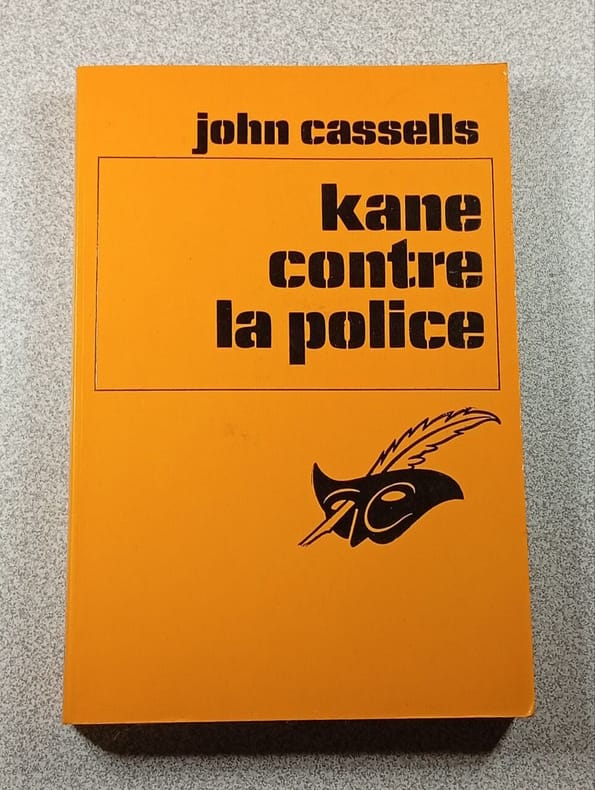 john cassells
kane
contre
la police